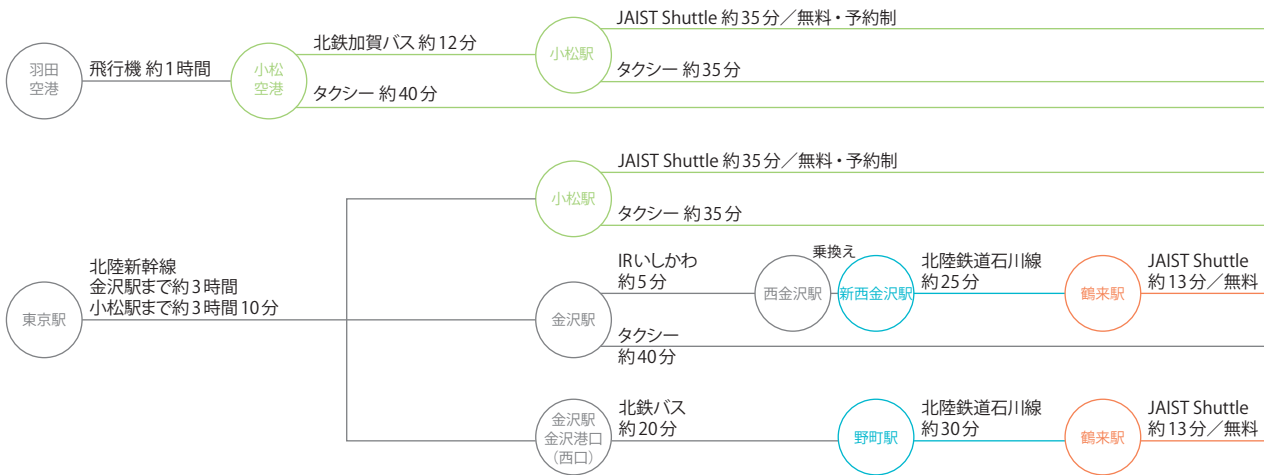 羽田
空港
飛行機 約1時間
小松
空港
北鉄加賀バス 約12分
タクシー 約40分
小松駅
JAIST Shuttle 約35分／無料・予約制
タクシー 約35分
東京駅
北陸新幹線
金沢駅まで約3時間
小松駅まで約3時間10分
小松駅
JAIST Shuttle 約35分／無料・予約制
タクシー 約35分
金沢駅
IRいしかわ
約5分
西金沢駅
乗換え
新西金沢駅
北陸鉄道石川線
約25分
鶴来駅
JAIST Shuttle
約13分／無料
タクシー
約40分
金沢駅
金沢港口
（西口）
北鉄バス
約20分
野町駅
北陸鉄道石川線
約30分
鶴来駅
JAIST Shuttle
約13分／無料